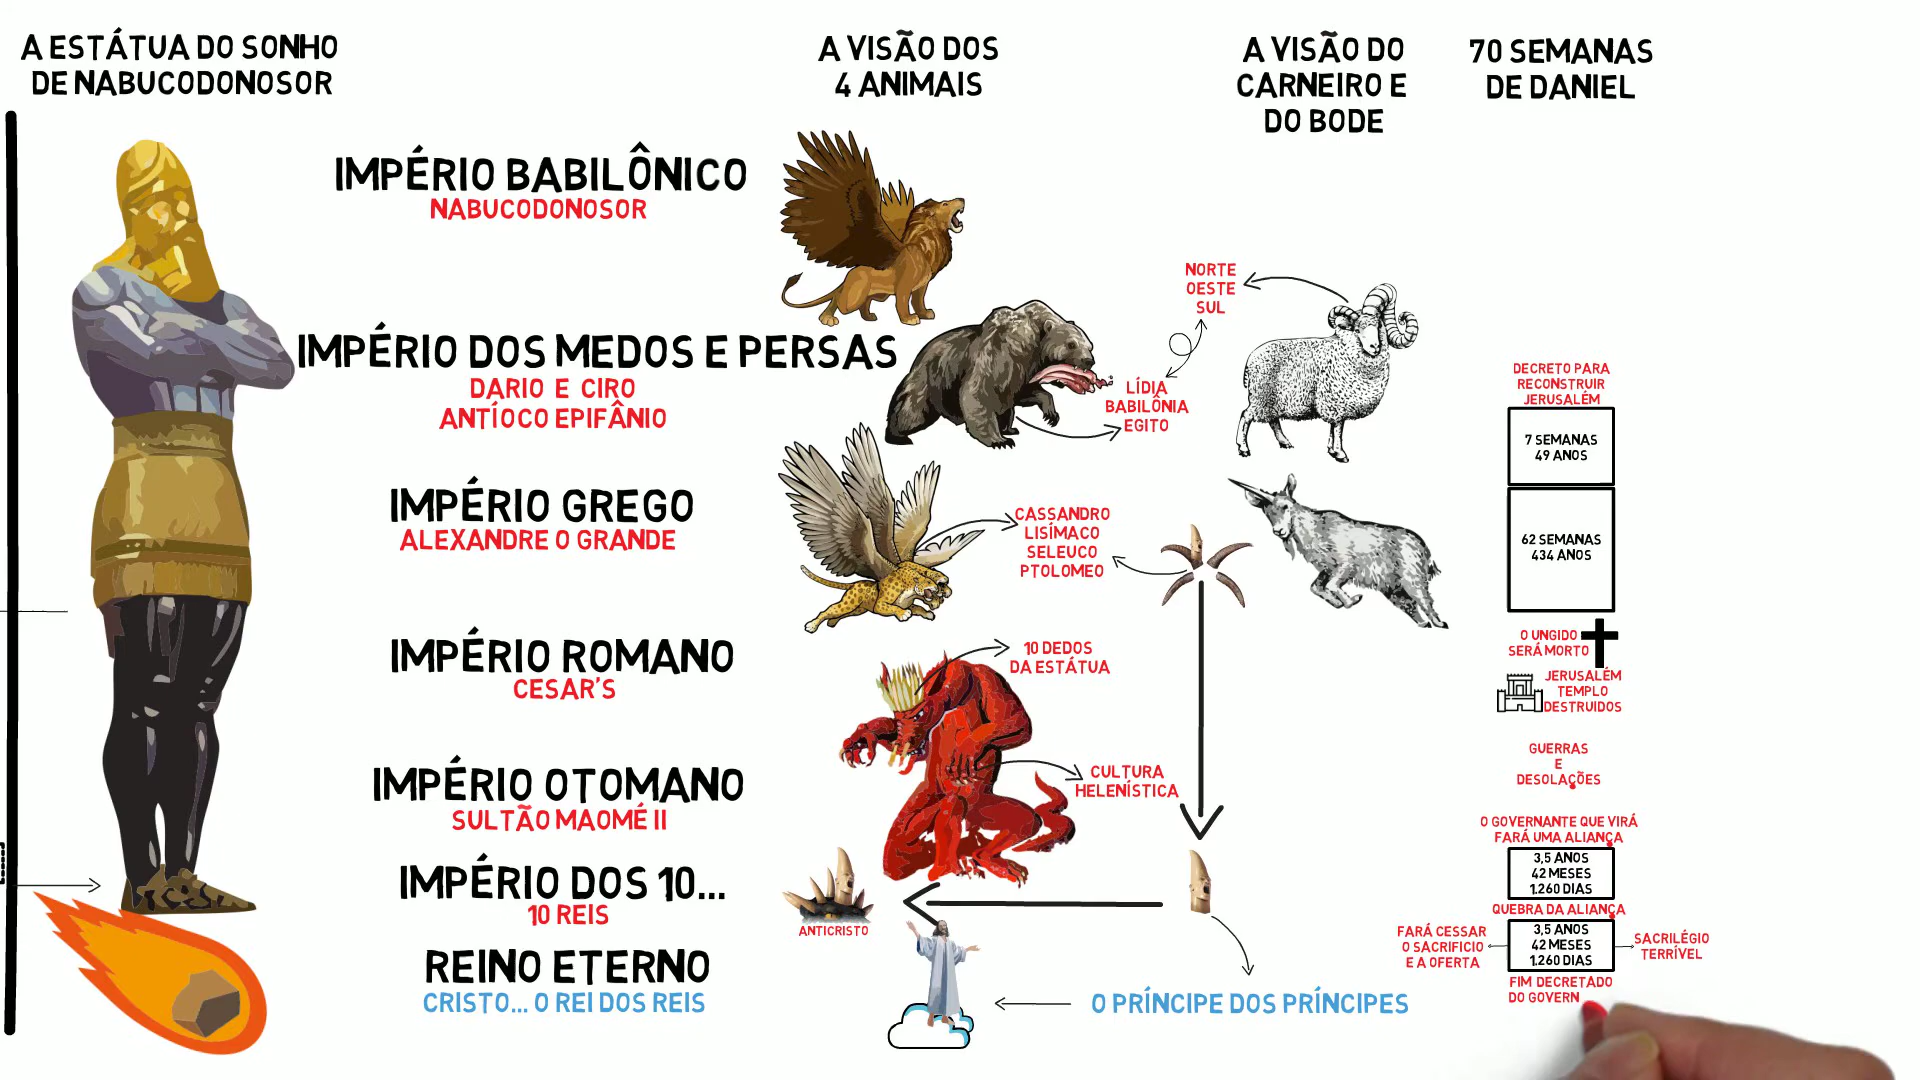 A ESTÁTUA DO SONHO
DE NABUCODONOSOR
A VISÃO DOS
4 ANIMAIS
A VISÃO DO
CARNEIRO E
DO BODE
70 SEMANAS
DE DANIEL
IMPÉRIO BABILÔNICO
NABUCODONOSOR
IMPÉRIO DOS MEDOS E PERSAS
DARIO E CIRO
ANTÍOCO EPIFÂNIO
IMPÉRIO GREGO
ALEXANDRE O GRANDE
IMPÉRIO ROMANO
CESAR'S
IMPÉRIO OTOMANO
SULTÃO MAOMÉ II
IMPÉRIO DOS 10...
10 REIS
REINO ETERNO
CRISTO... O REI DOS REIS
NORTE
OESTE
SUL
LÍDIA
BABILÔNIA
EGITO
CASSANDRO
LISÍMACO
SELEUCO
PTOLOMEO
10 DEDOS
DA ESTÁTUA
CULTURA
HELENÍSTICA
ANTICRISTO
O PRÍNCIPE DOS PRÍNCIPES
DECRETO PARA
RECONSTRUIR
JERUSALÉM
7 SEMANAS
49 ANOS
62 SEMANAS
434 ANOS
O UNGIDO
SERÁ MORTO
JERUSALÉM
TEMPLO
DESTRUIDOS
GUERRAS
E
DESOLAÇÕES
O GOVERNANTE QUE VIRÁ
FARÁ UMA ALIANÇA
3,5 ANOS
42 MESES
1.260 DIAS
QUEBRA DA ALIANÇA
FARÁ CESSAR
O SACRIFICIO
E A OFERTA
3,5 ANOS
42 MESES
1.260 DIAS
SACRILÉGIO
TERRÍVEL
FIM DECRETADO
DO GOVERN